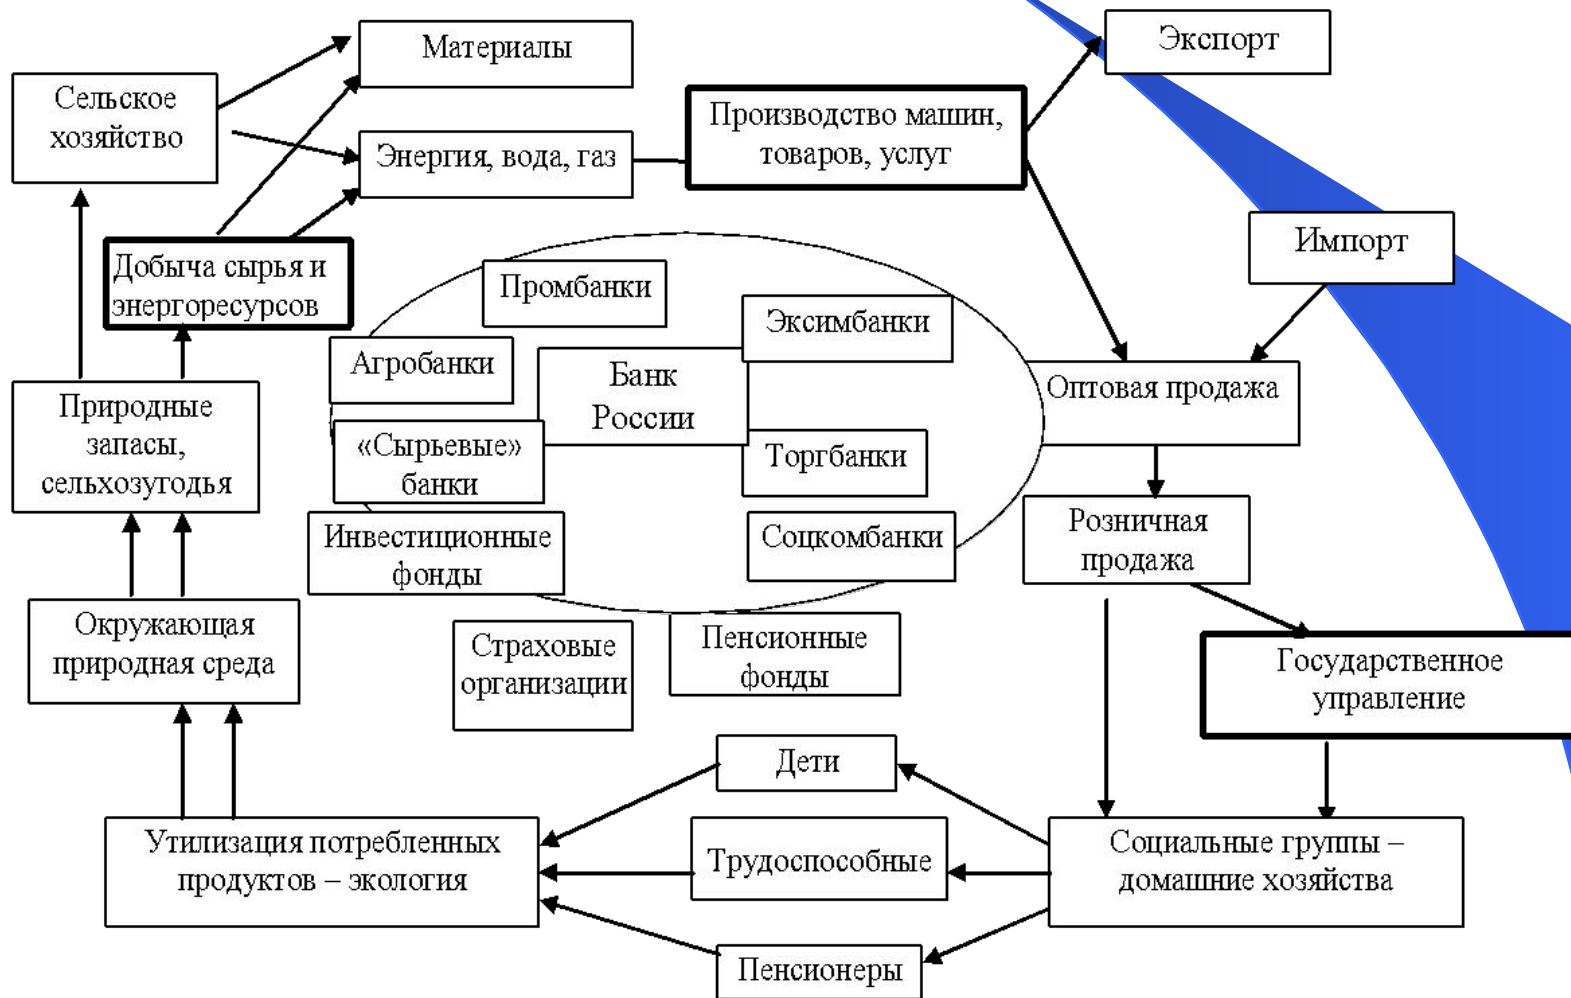 Материалы
Экспорт
Сельское
хозяйство
Производство машин,
товаров, услуг
Энергия, вода, газ
Импорт
Добыча сырья и
энергоресурсов
Промбанки
Эксимбанки
Агробанки
Банк
России
Оптовая продажа
Природные
запасы,
сельхозугодья
«Сырьевые»
банки
Торгбанки
Розничная
продажа
Инвестиционные
фонды
Соцкомбанки
Окружающая
природная среда
Страховые
организации
Пенсионные
фонды
Государственное
управление
Дети
Утилизация потребленных
продуктов – экология
Трудоспособные
Социальные группы –
домашние хозяйства
Пенсионеры